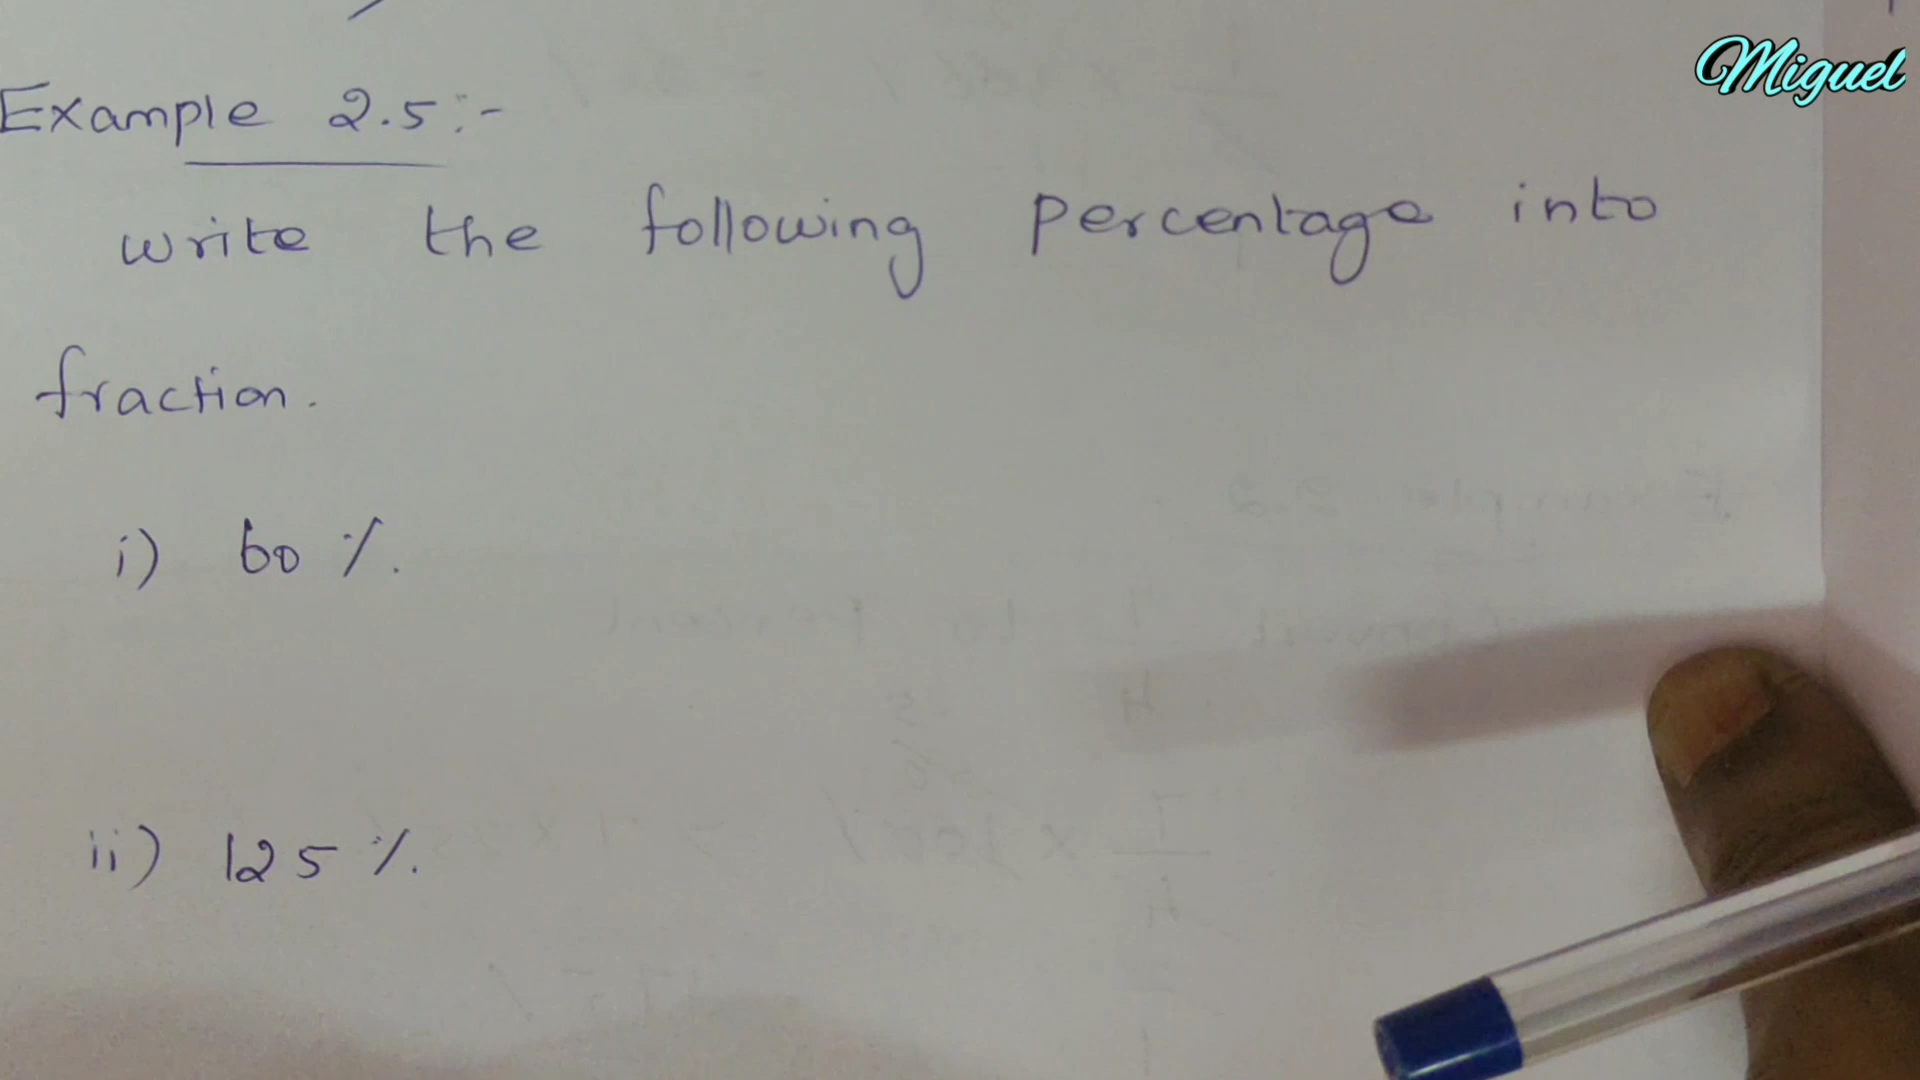 Miguel
Example 2.5:-
write the following percentage into
fraction.
i) 60 %.
ii) 125 %.